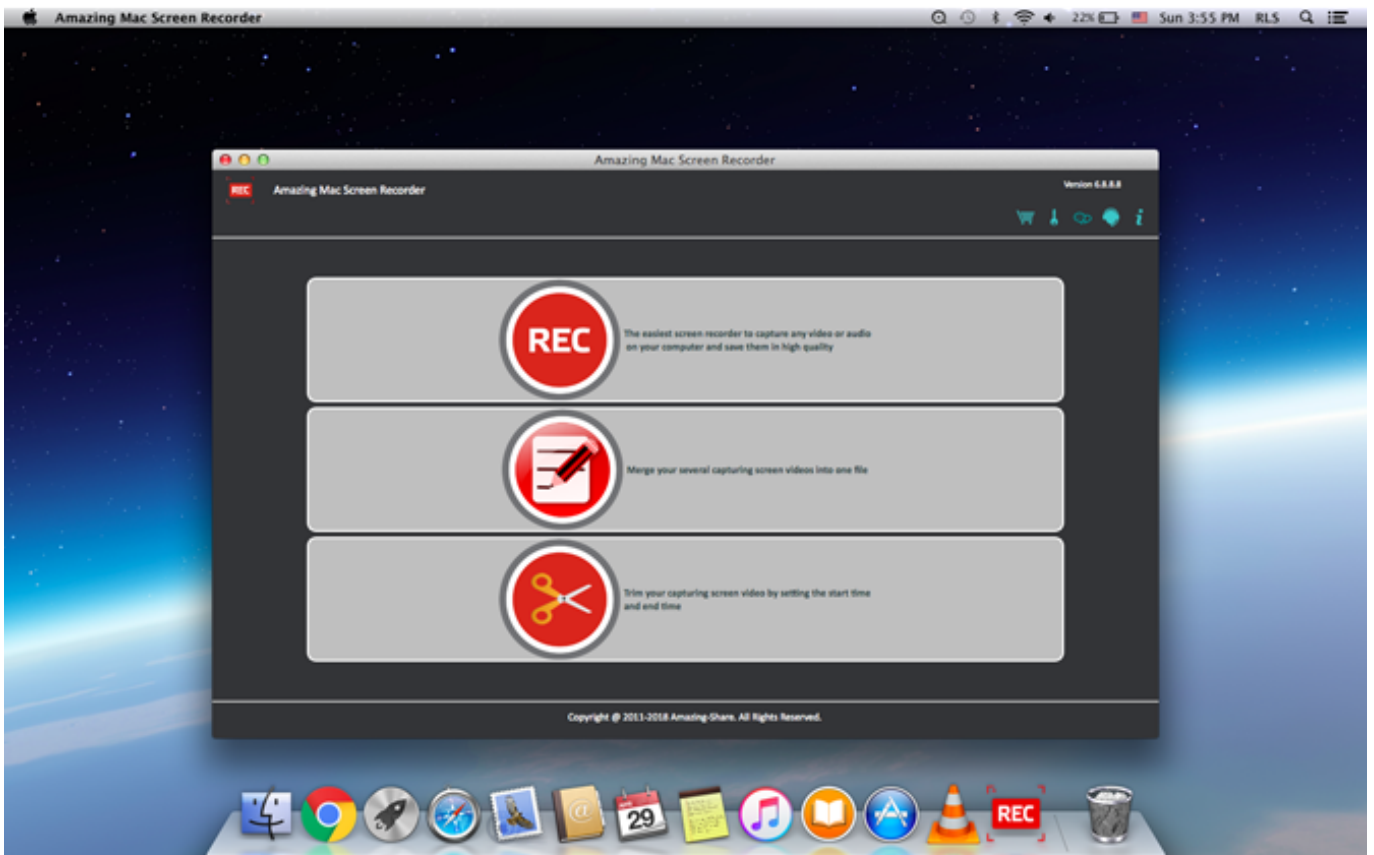 Amazing Mac Screen Recorder
22% Sun 3:55 PM RLS
Amazing Mac Screen Recorder
REC Amazing Mac Screen Recorder
Version 6.8.8.8
i
REC
The easiest screen recorder to capture any video or audio
on your computer and save them in high quality
Merge your several capturing screen videos into one file
Trim your capturing screen video by setting the start time
and end time
Copyright @ 2011-2018 Amazing-Share. All Rights Reserved.
@
29
REC